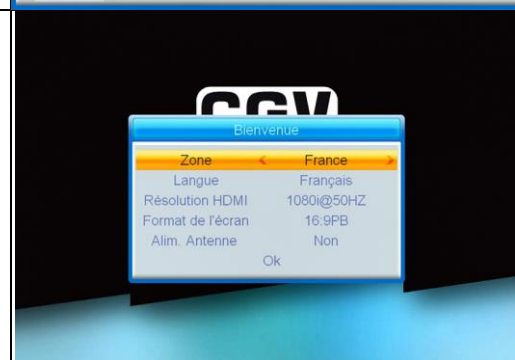 CGV
Bienvenue
Zone < France >
Langue Français
Résolution HDMI 1080i@50HZ
Format de l'écran 16:9PB
Alim. Antenne Non
Ok